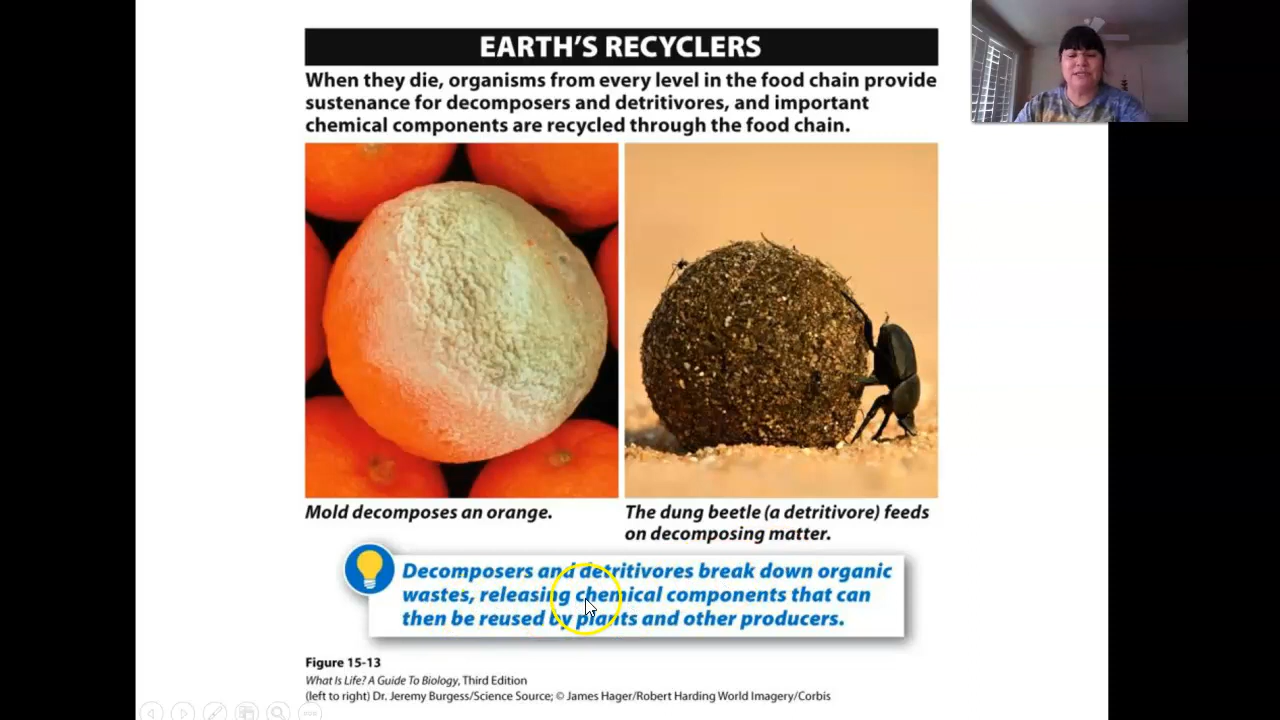 EARTH'S RECYCLERS
When they die, organisms from every level in the food chain provide
sustenance for decomposers and detritivores, and important
chemical components are recycled through the food chain.
Mold decomposes an orange.
The dung beetle (a detritivore) feeds
on decomposing matter.
Decomposers and detritivores break down organic
wastes, releasing chemical components that can
then be reused by plants and other producers.
Figure 15-13
What Is Life? A Guide To Biology, Third Edition
(left to right) Dr. Jeremy Burgess/Science Source; © James Hager/Robert Harding World Imagery/Corbis